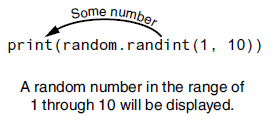 Some number
print(random.randint(1, 10))
A random number in the range of
1 through 10 will be displayed.